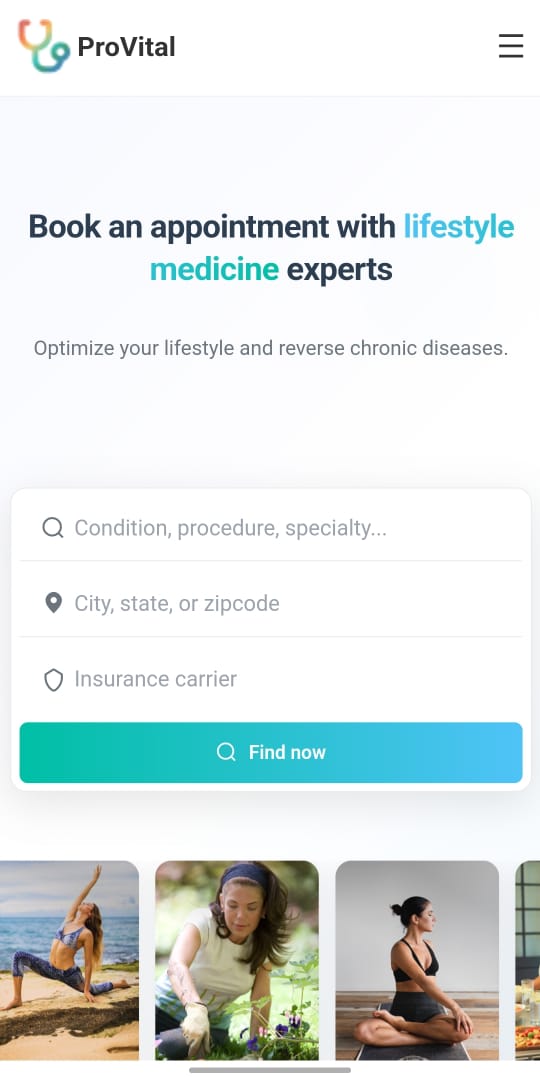 ProVital
Book an appointment with lifestyle
medicine experts
Optimize your lifestyle and reverse chronic diseases.
Condition, procedure, specialty...
City, state, or zipcode
Insurance carrier
Find now